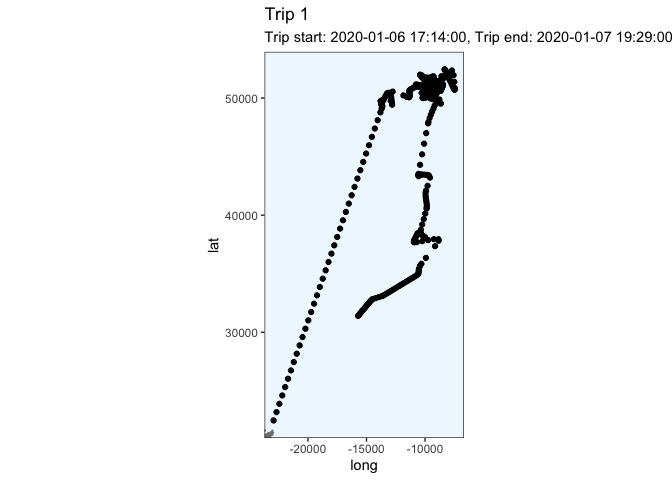 Trip 1
Trip start: 2020-01-06 17:14:00, Trip end: 2020-01-07 19:29:00
50000
40000
30000
lat
-20000 -15000 -10000
long